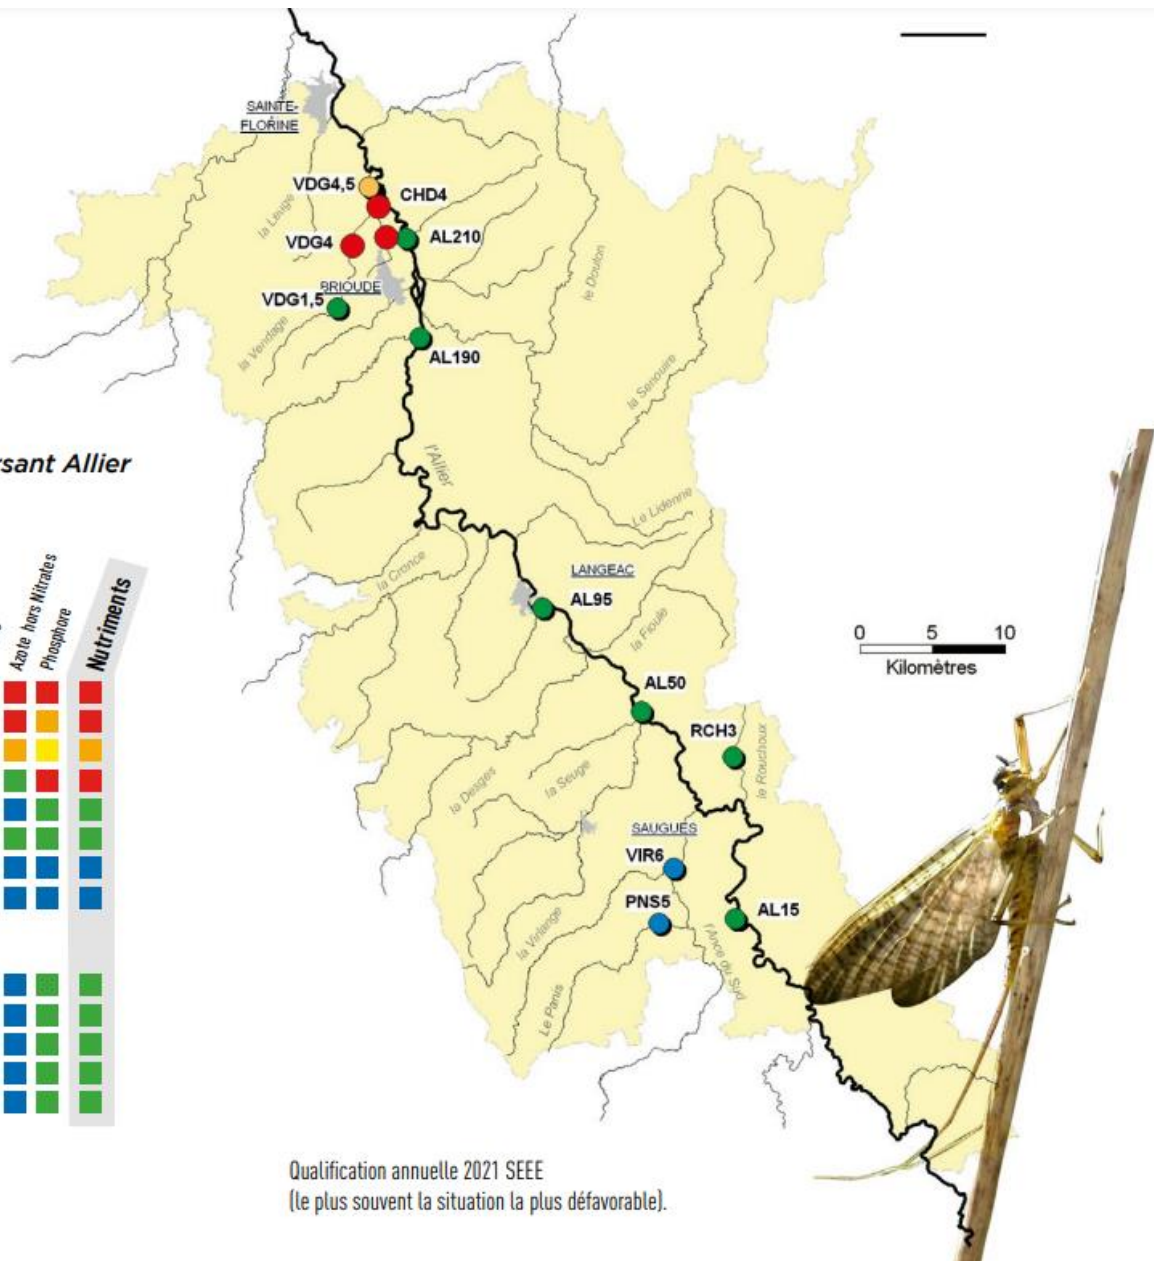 SAINTE-
FLORINE
VDG4,5
CHD4
la Leuge
VDG4
AL210
le Doulon
BRIOUDE
VDG1,5
la Vendage
AL190
la Senouire
l'Allier
rsant Allier
Le Lidenne
la Cronce
LANGEAC
AL95
la Fioule
Azote hors Nitrates
Phosphore
Nutriments
0 5 10
Kilomètres
AL50
RCH3
le Rouchoux
la Desges
la Seuge
SAUGUES
VIR6
PNS5
AL15
la Virlange
l'Ance du Sud
Le Panis
Qualification annuelle 2021 SEEE
(le plus souvent la situation la plus défavorable).